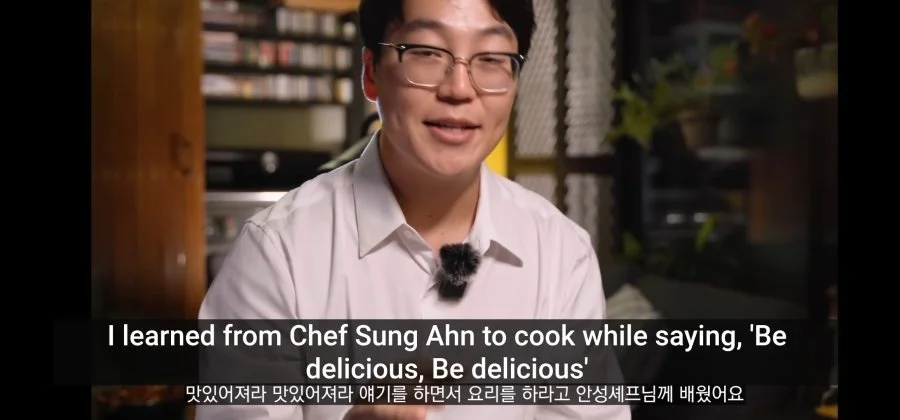 I learned from Chef Sung Ahn to cook while saying, 'Be
delicious, Be delicious'
맛있어져라 맛있어져라 얘기를 하면서 요리를 하라고 안성셰프님께 배웠어요